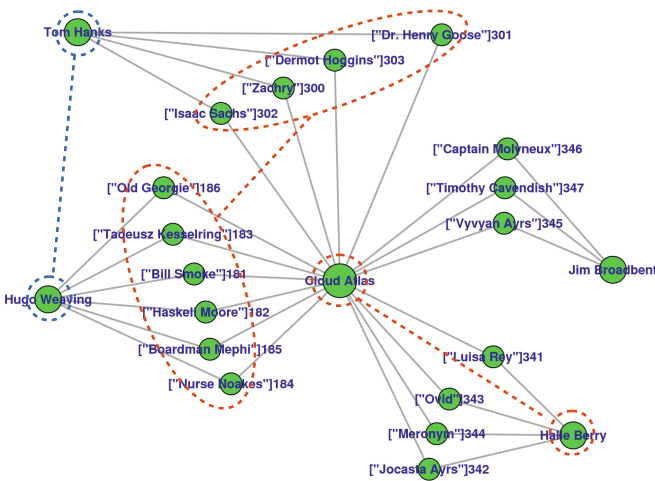 Tom Hanks
["Dr. Henry Goose"]301
["Dermot Hoggins"]303
["Zachry"]300
["Isaac Sachs"]302
["Captain Molyneux"]346
["Timothy Cavendish"]347
["Vyvyan Ayrs"]345
Jim Broadbent
["Old Georgie"]186
["Tadeusz Kesselring"]183
["Bill Smoke"]181
["Haskell Moore"]182
["Boardman Mephi"]185
["Nurse Noakes"]184
Hugo Weaving
Cloud Atlas
["Luisa Rey"]341
["Ovid"]343
["Meronym"]344
["Jocasta Ayrs"]342
Halle Berry